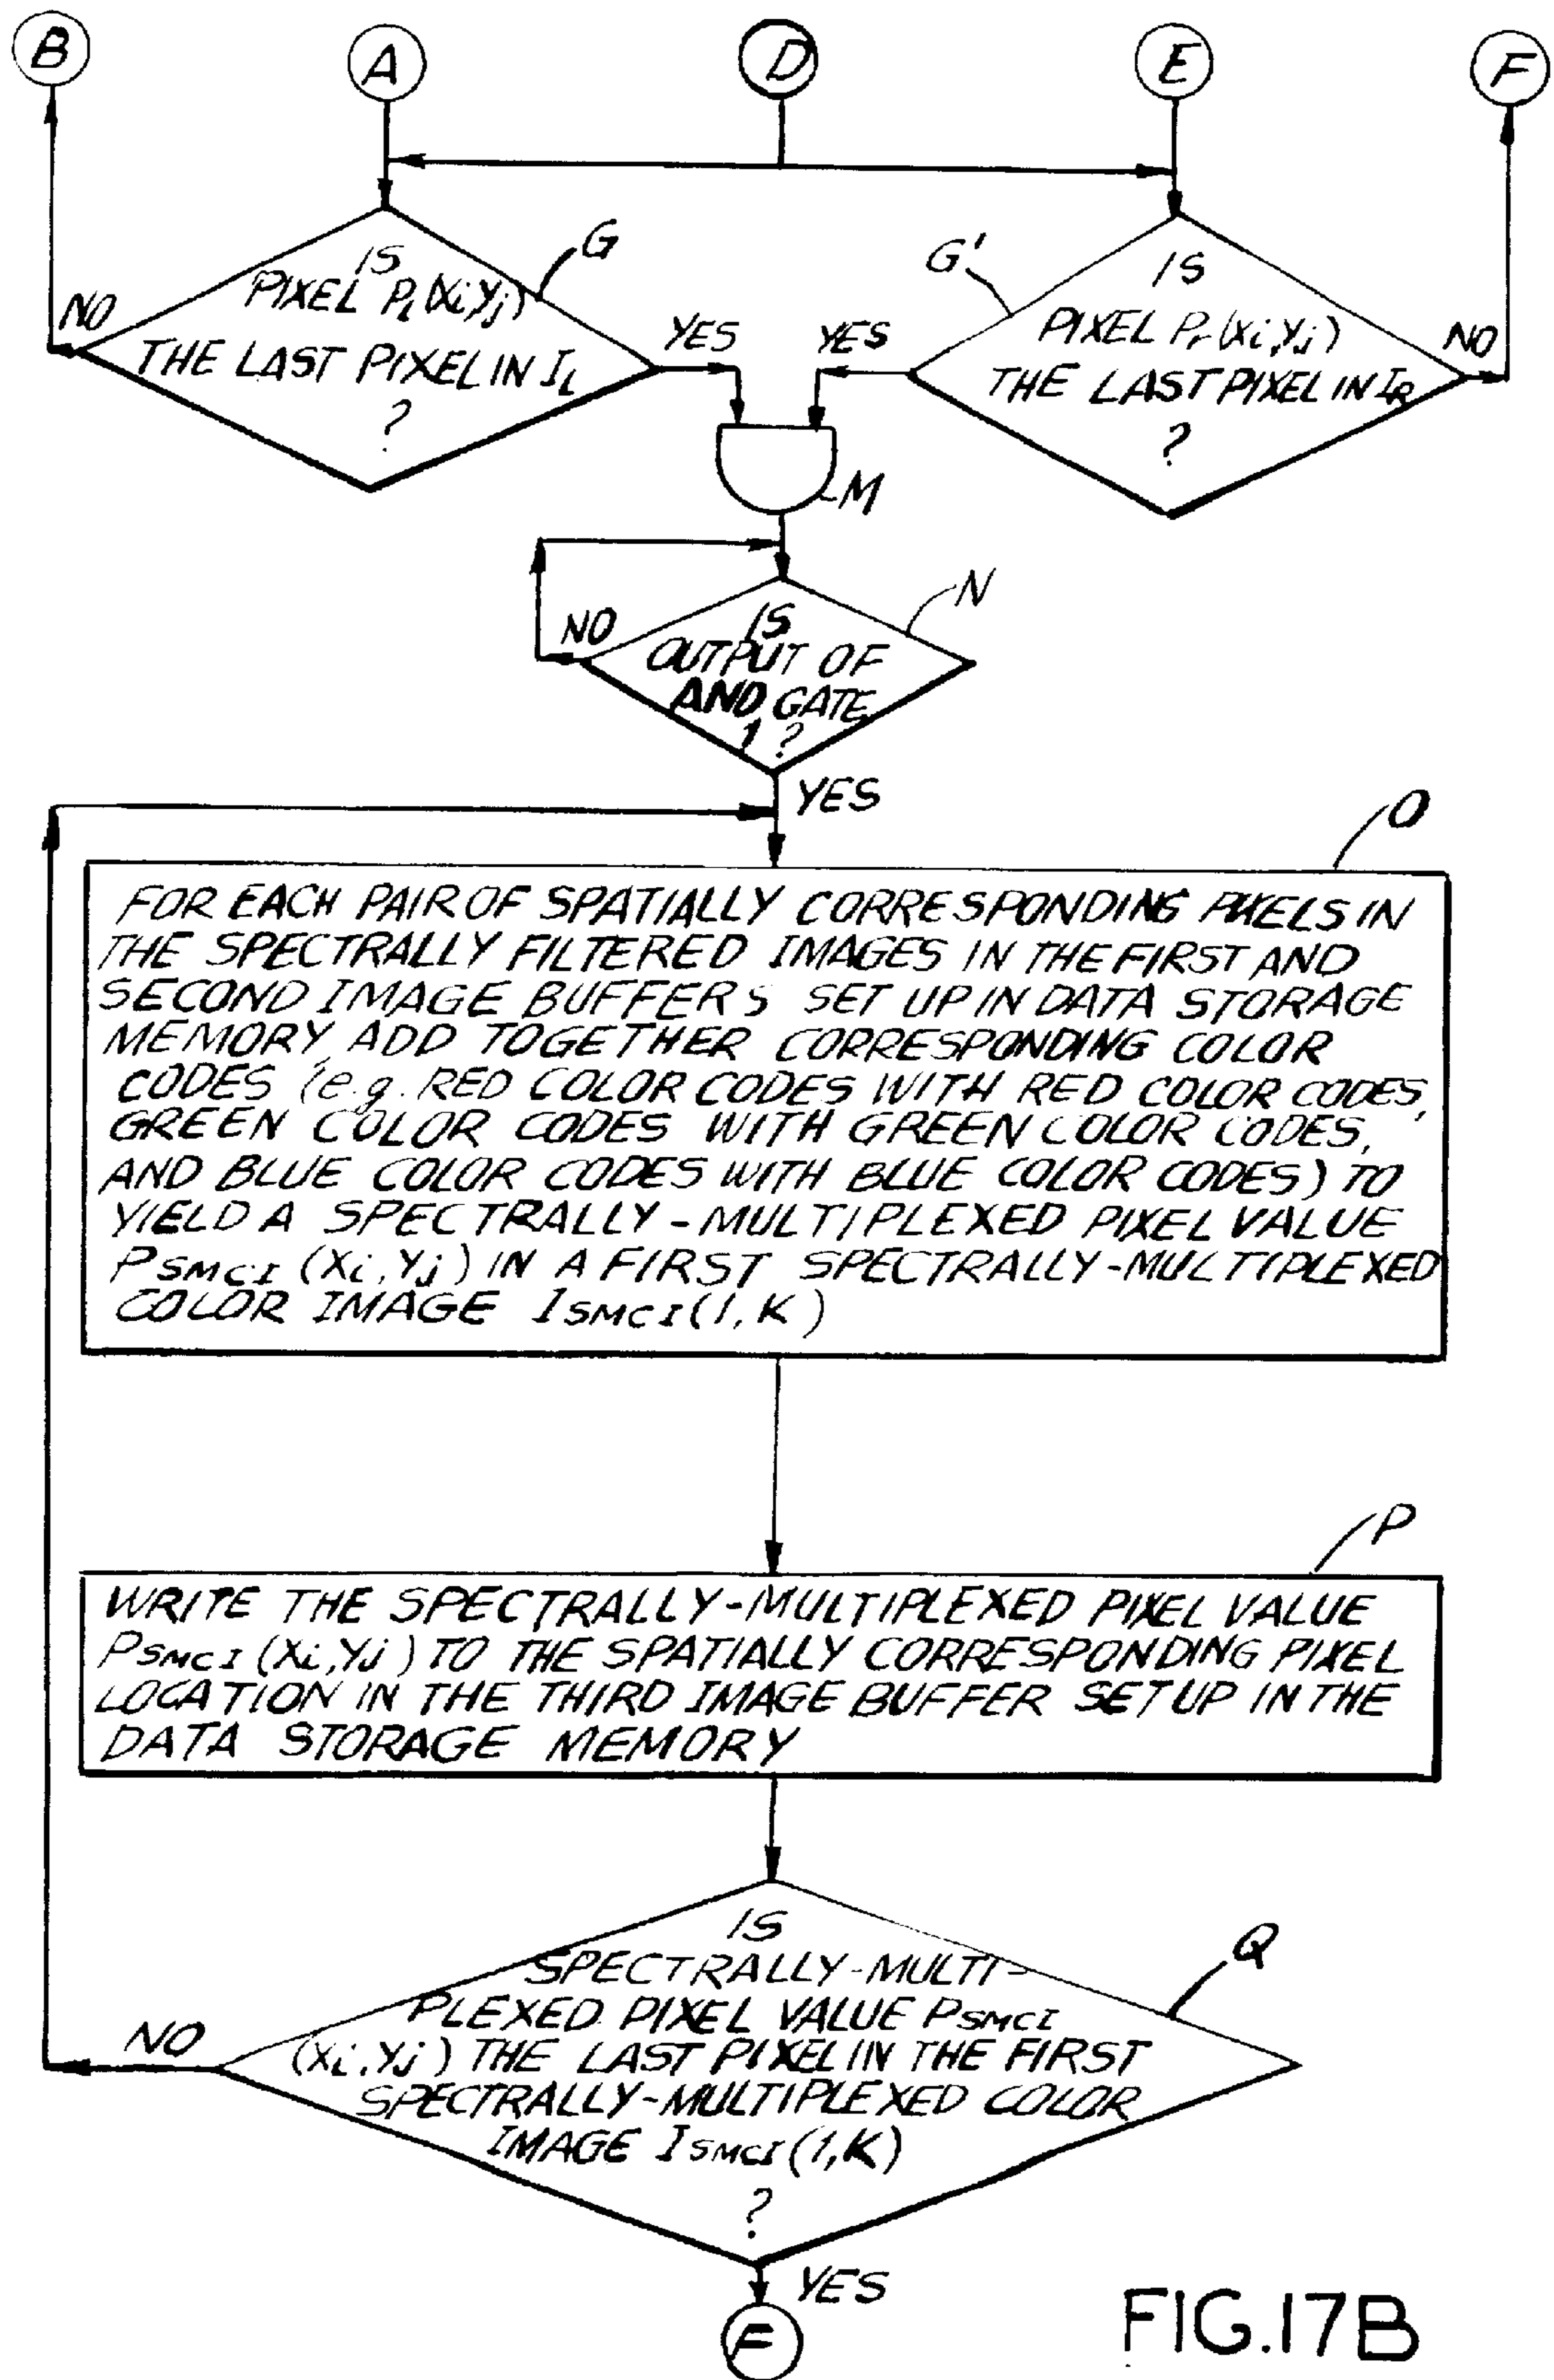 B
A
D
E
F
IS
PIXEL PL(Xi,Yj)
THE LAST PIXEL IN IL
?
G
NO
YES
G'
IS
PIXEL Pr(Xi,Yj)
THE LAST PIXEL IN IR
?
YES
NO
M
IS
OUTPUT OF
AND GATE
1?
N
NO
YES
O
FOR EACH PAIR OF SPATIALLY CORRESPONDING PIXELS IN
THE SPECTRALLY FILTERED IMAGES IN THE FIRST AND
SECOND IMAGE BUFFERS SET UP IN DATA STORAGE
MEMORY, ADD TOGETHER CORRESPONDING COLOR
CODES (e.g. RED COLOR CODES WITH RED COLOR CODES,
GREEN COLOR CODES WITH GREEN COLOR CODES,
AND BLUE COLOR CODES WITH BLUE COLOR CODES) TO
YIELD A SPECTRALLY-MULTIPLEXED PIXEL VALUE
PSMCI (Xi,Yj) IN A FIRST SPECTRALLY-MULTIPLEXED
COLOR IMAGE ISMCI(1,K)
P
WRITE THE SPECTRALLY-MULTIPLEXED PIXEL VALUE
PSMCI (Xi,Yj) TO THE SPATIALLY CORRESPONDING PIXEL
LOCATION IN THE THIRD IMAGE BUFFER SET UP IN THE
DATA STORAGE MEMORY
IS
SPECTRALLY-MULTI-
PLEXED PIXEL VALUE PSMCI
(Xi,Yj) THE LAST PIXEL IN THE FIRST
SPECTRALLY-MULTIPLEXED COLOR
IMAGE ISMCI(1,K)
?
Q
NO
YES
F
FIG.17B